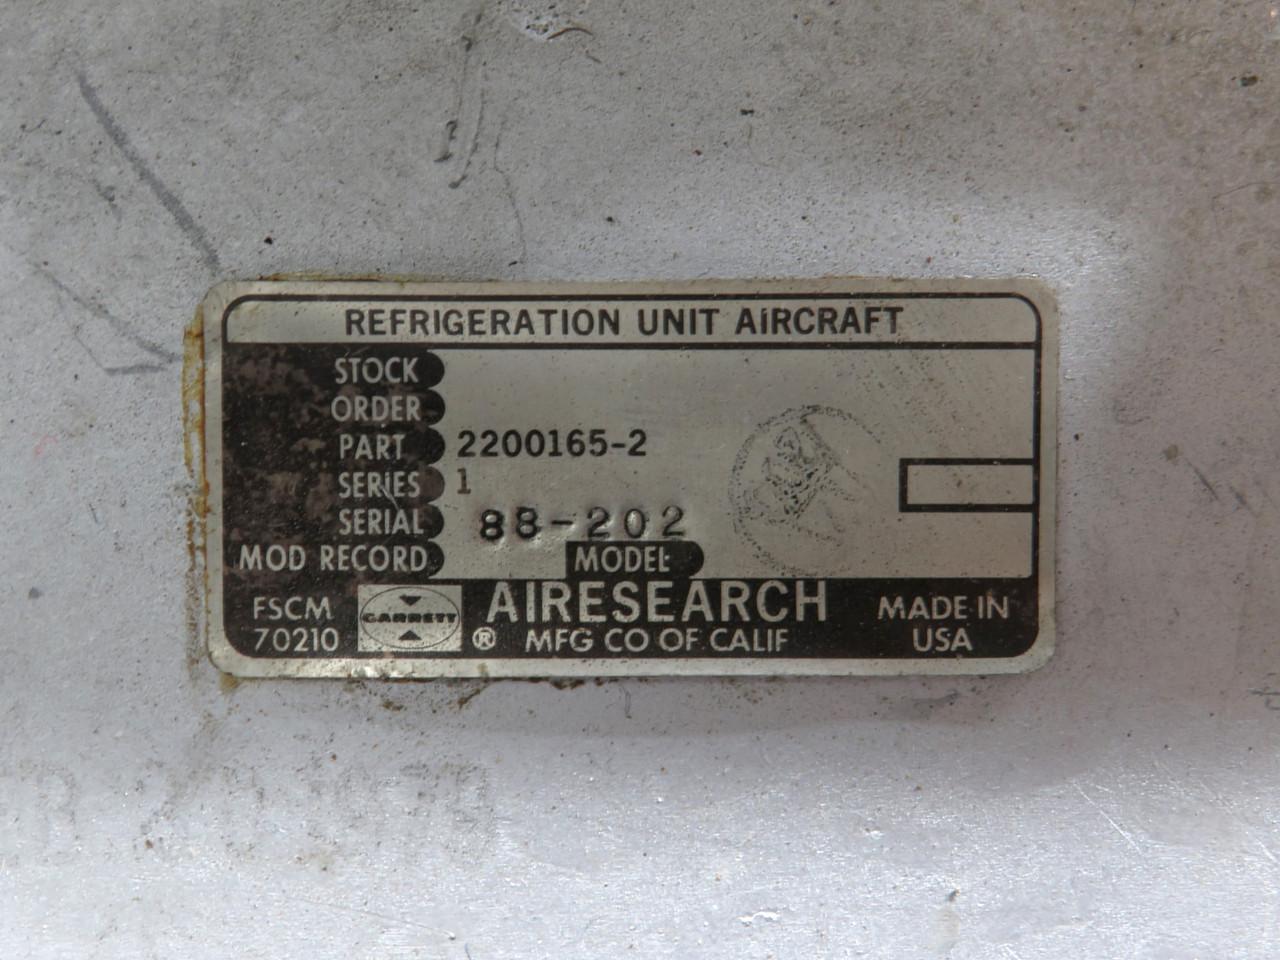 REFRIGERATION UNIT AIRCRAFT
STOCK
ORDER
PART 2200165-2
SERIES 1
SERIAL 88-202
MOD RECORD MODEL
FSCM 70210
GARRETT
®
AIRESEARCH
MFG CO OF CALIF
MADE IN
USA